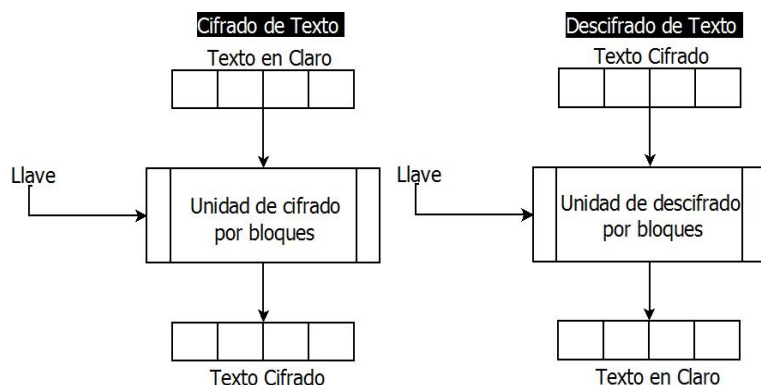 Cifrado de Texto
Texto en Claro
Llave
Unidad de cifrado
por bloques
Texto Cifrado
Descifrado de Texto
Texto Cifrado
Llave
Unidad de descifrado
por bloques
Texto en Claro